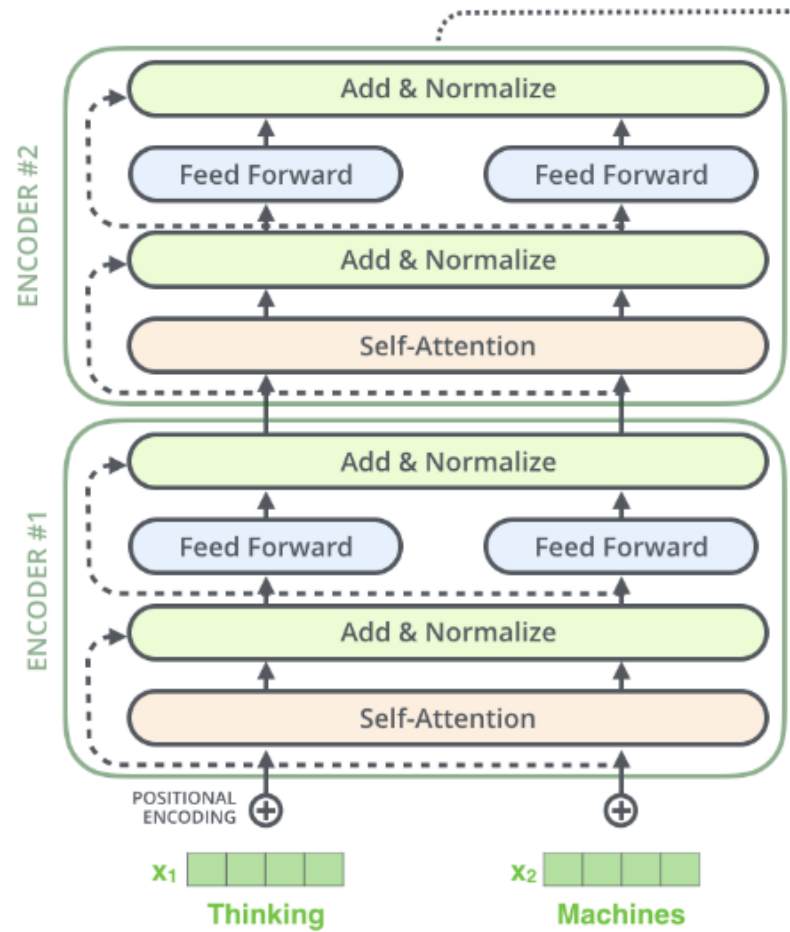 ENCODER #2
Add & Normalize
Feed Forward Feed Forward
Add & Normalize
Self-Attention
ENCODER #1
Add & Normalize
Feed Forward Feed Forward
Add & Normalize
Self-Attention
POSITIONAL
ENCODING
x1 x2
Thinking Machines